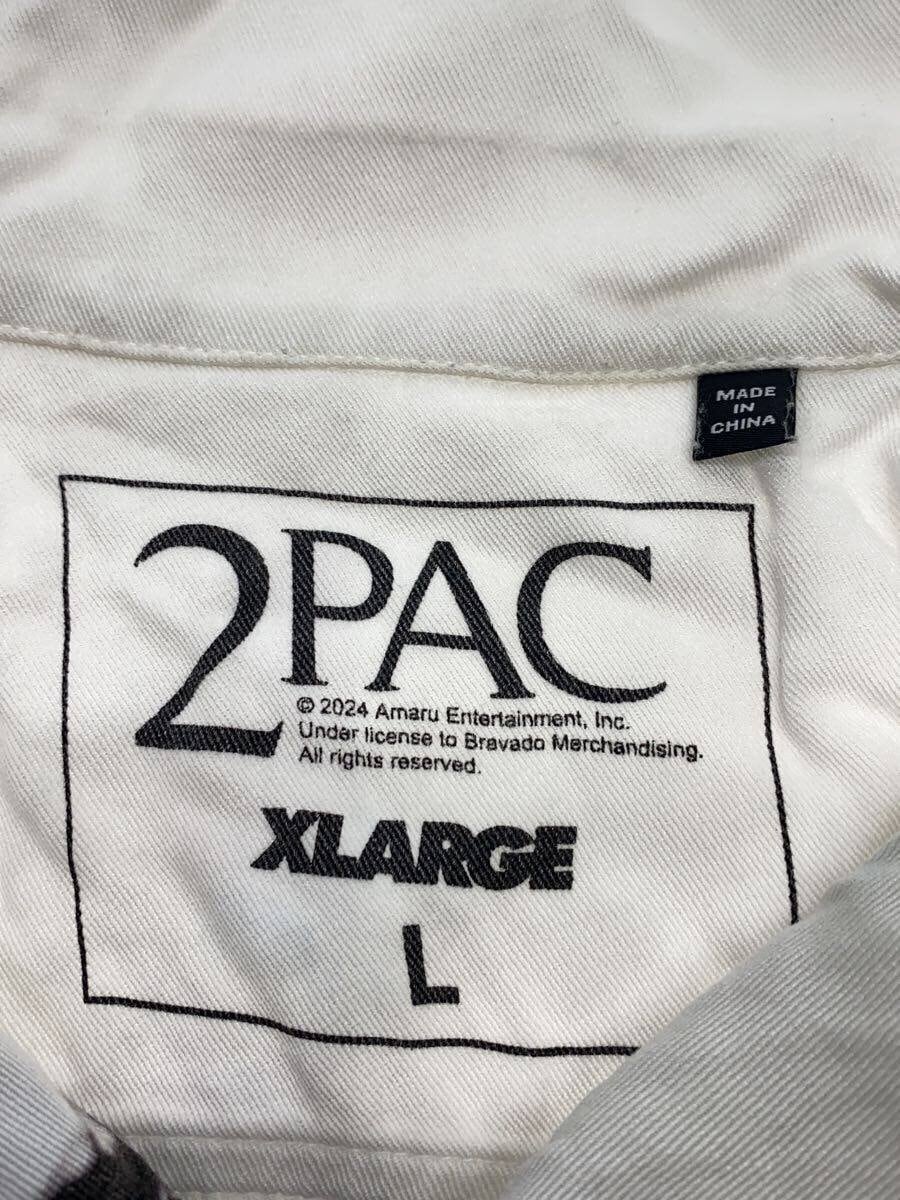 MADE
IN
CHINA
2PAC
© 2024 Amaru Entertainment, Inc.
Under license to Bravado Merchandising.
All rights reserved.
XLARGE
L